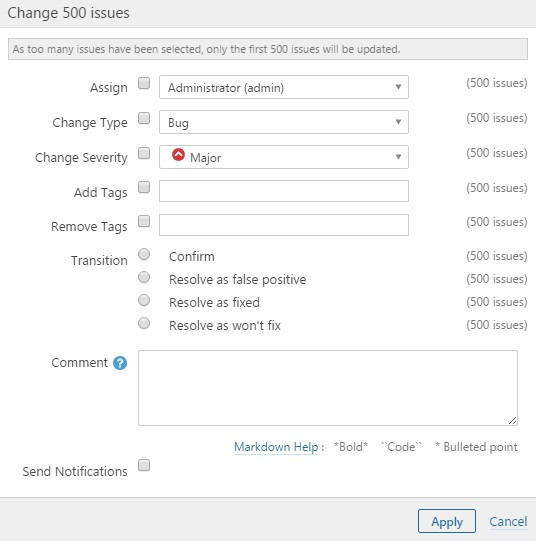 Change 500 issues
As too many issues have been selected, only the first 500 issues will be updated.
Assign Administrator (admin) (500 issues)
Change Type Bug (500 issues)
Change Severity Major (500 issues)
Add Tags (500 issues)
Remove Tags (500 issues)
Transition Confirm (500 issues)
Resolve as false positive (500 issues)
Resolve as fixed (500 issues)
Resolve as won't fix (500 issues)
Comment ?
Markdown Help : *Bold* ``Code`` * Bulleted point
Send Notifications
Apply Cancel